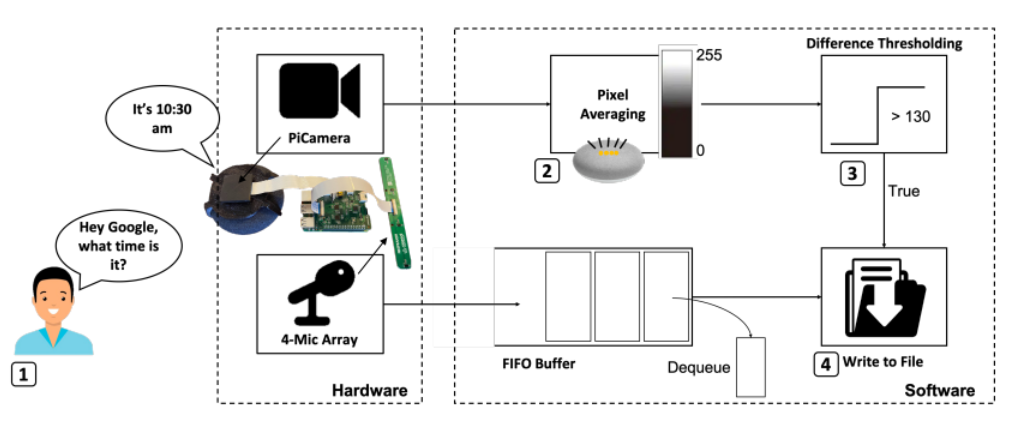 It's 10:30
am
Hey Google,
what time is
it?
1
PiCamera
4-Mic Array
Hardware
Pixel
Averaging
255
0
2
Difference Thresholding
> 130
3
True
FIFO Buffer
Dequeue
4
Write to File
Software